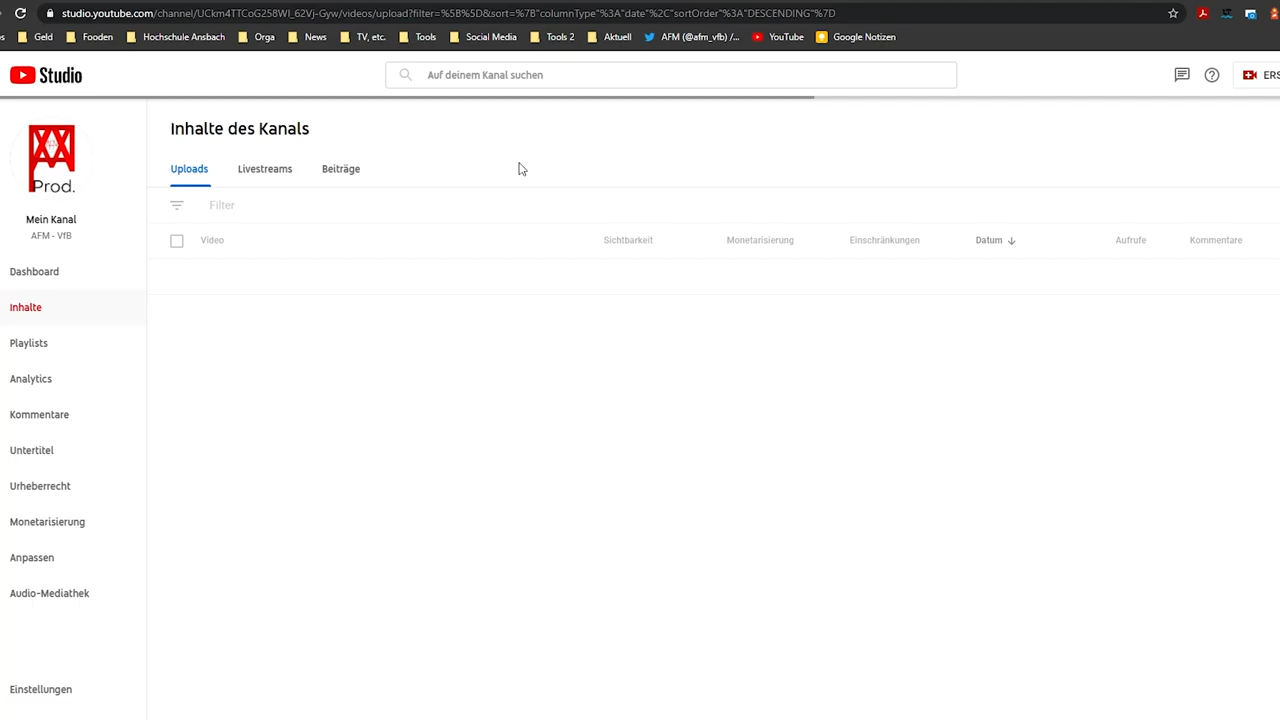 studio.youtube.com/channel/UCkm4TTCoG258WI_62Vj-Gyw/videos/upload?filter=%5B%5D&sort=%7B"columnType"%3A"date"%2C"sortOrder"%3A"DESCENDING"%7D
Geld Fooden Hochschule Ansbach Orga News TV, etc. Tools Social Media Tools 2 Aktuell AFM (@afm_vfb) /... YouTube Google Notizen
Studio
Auf deinem Kanal suchen
ERS
Prod.
Mein Kanal
AFM - VfB
Dashboard
Inhalte
Playlists
Analytics
Kommentare
Untertitel
Urheberrecht
Monetarisierung
Anpassen
Audio-Mediathek
Einstellungen
Inhalte des Kanals
Uploads Livestreams Beiträge
Filter
Video Sichtbarkeit Monetarisierung Einschränkungen Datum Aufrufe Kommentare